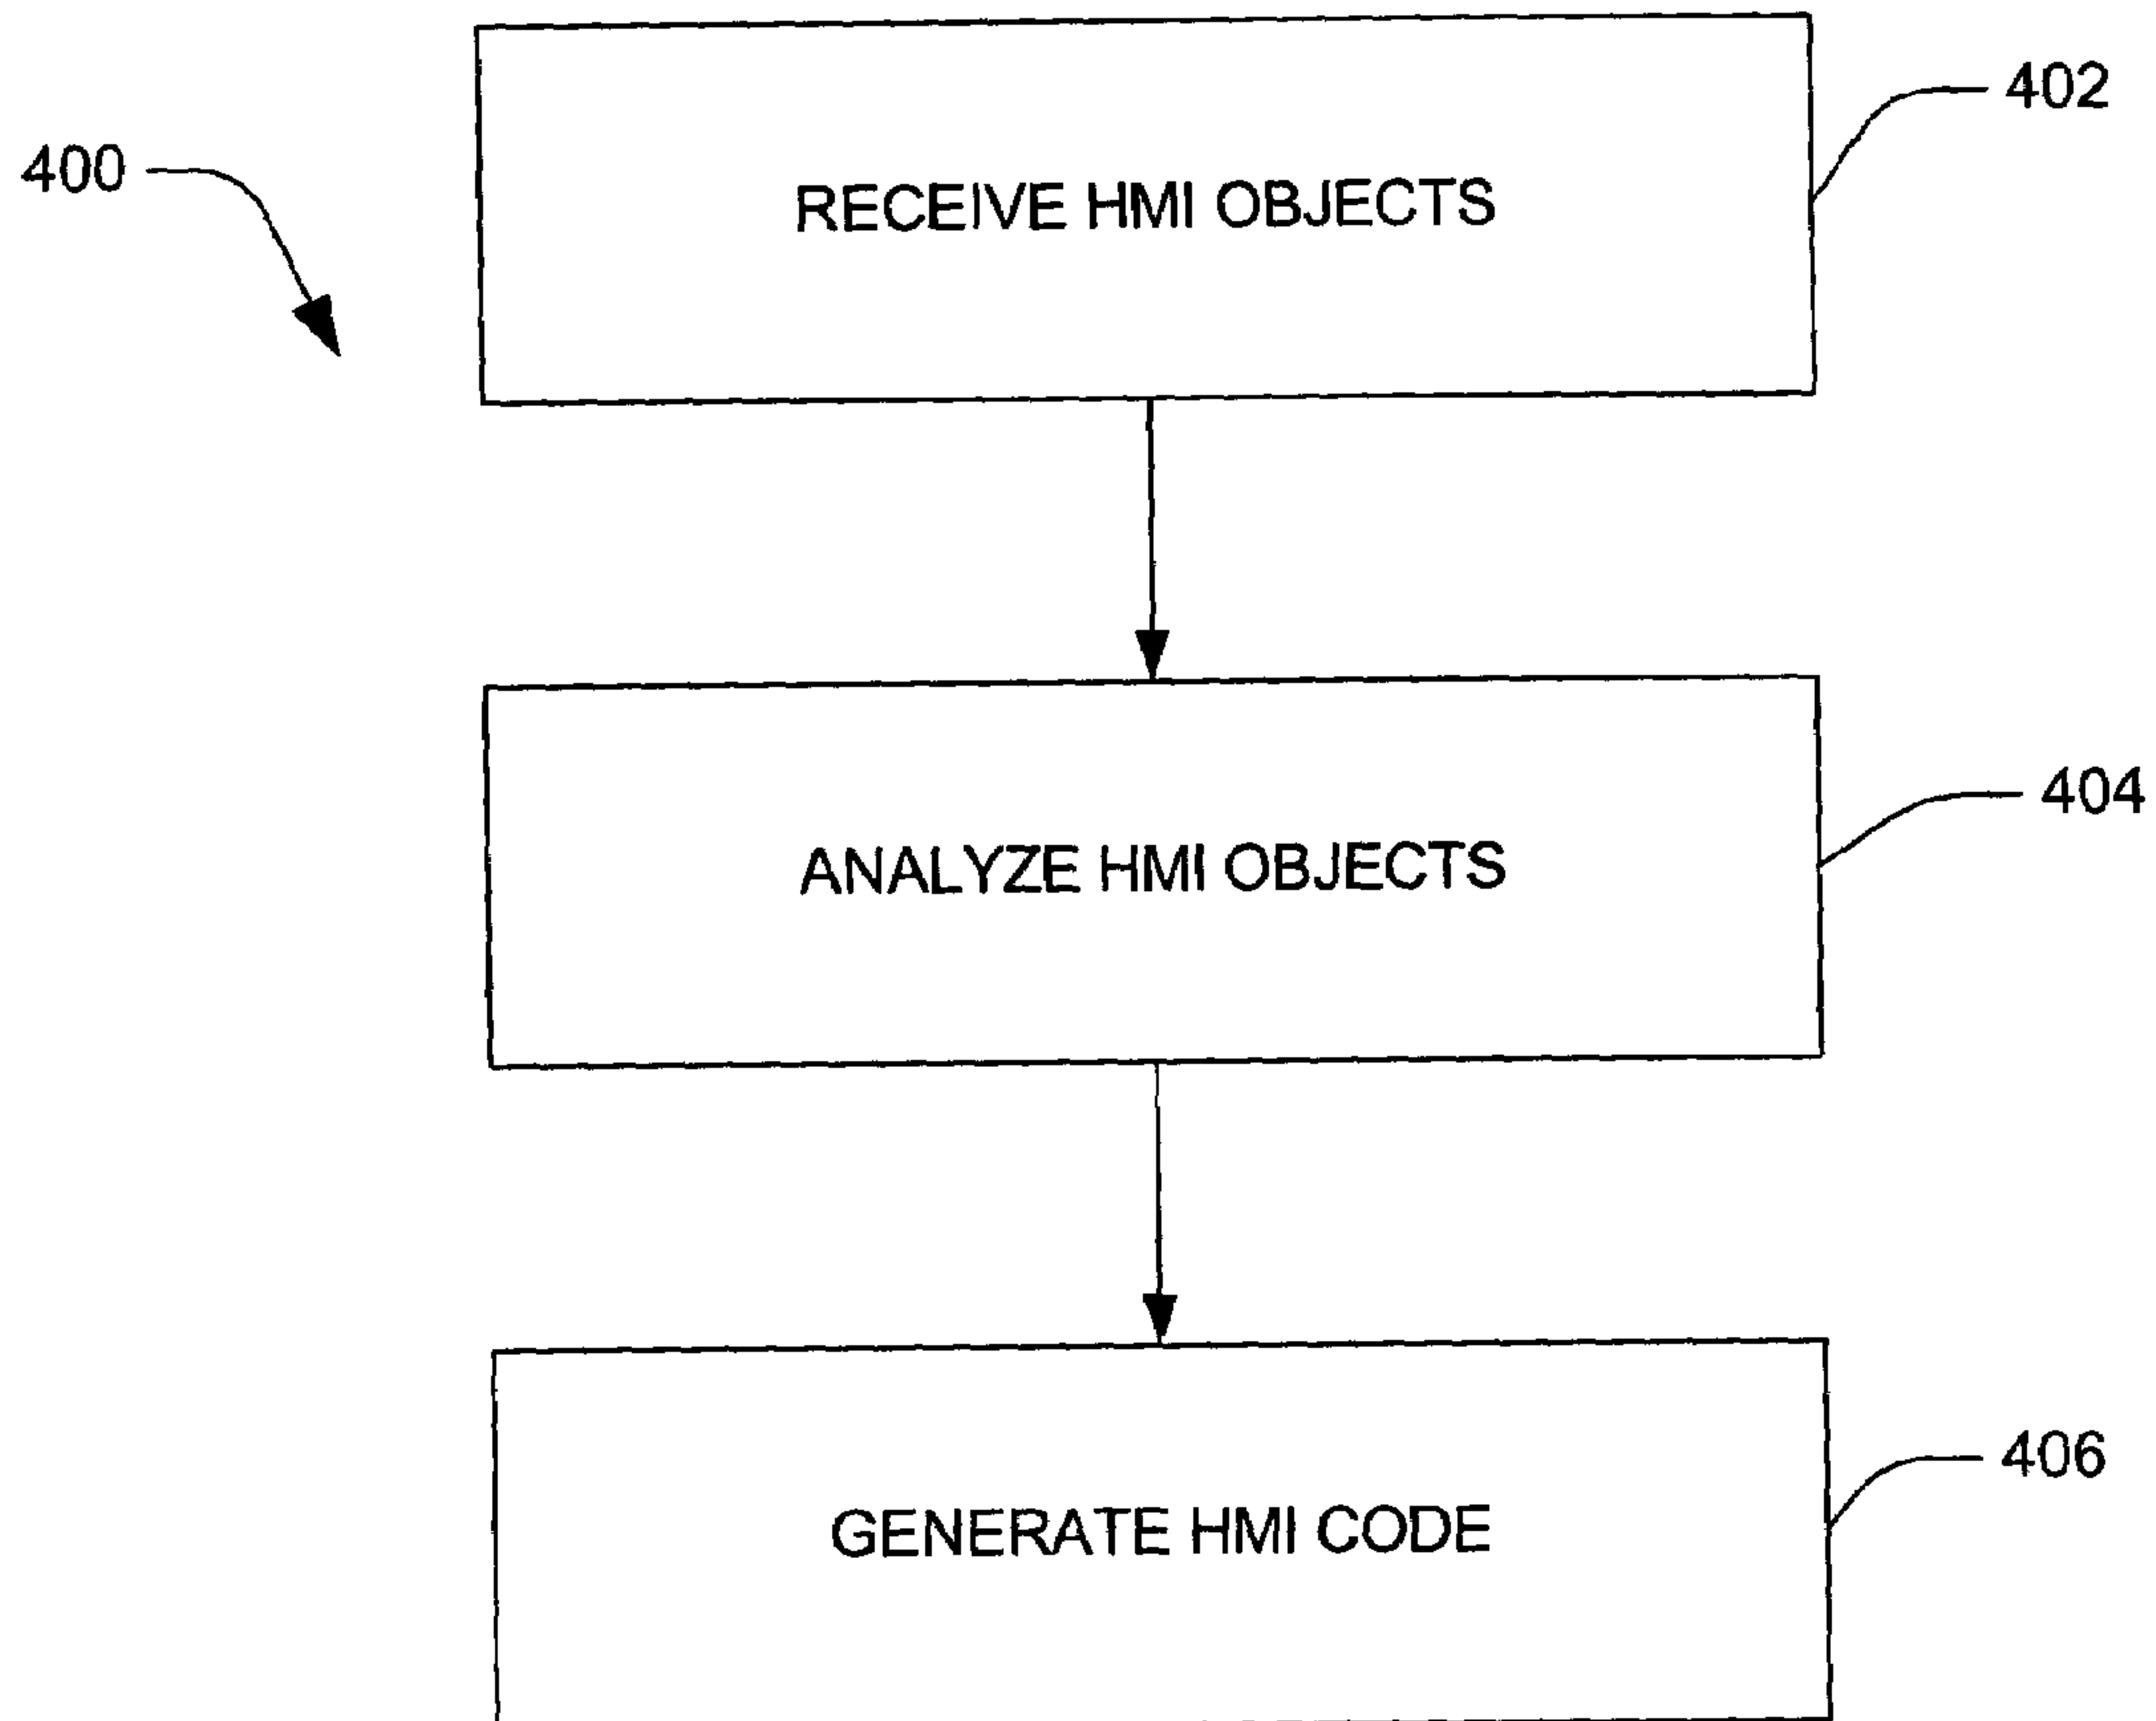 402
400
RECEIVE HMI OBJECTS
404
ANALYZE HMI OBJECTS
406
GENERATE HMI CODE